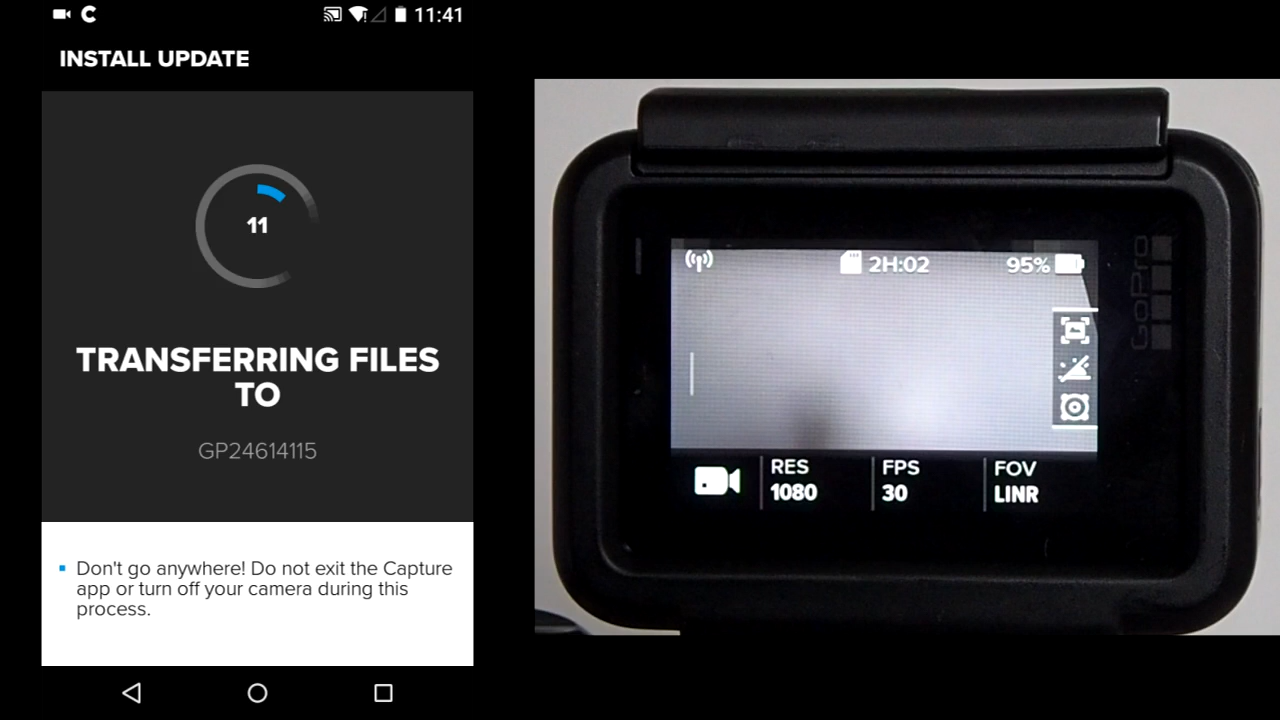 11:41
INSTALL UPDATE
11
TRANSFERRING FILES
TO
GP24614115
Don't go anywhere! Do not exit the Capture
app or turn off your camera during this
process.
2H:02
95%
GoPro
RES
1080
FPS
30
FOV
LINR